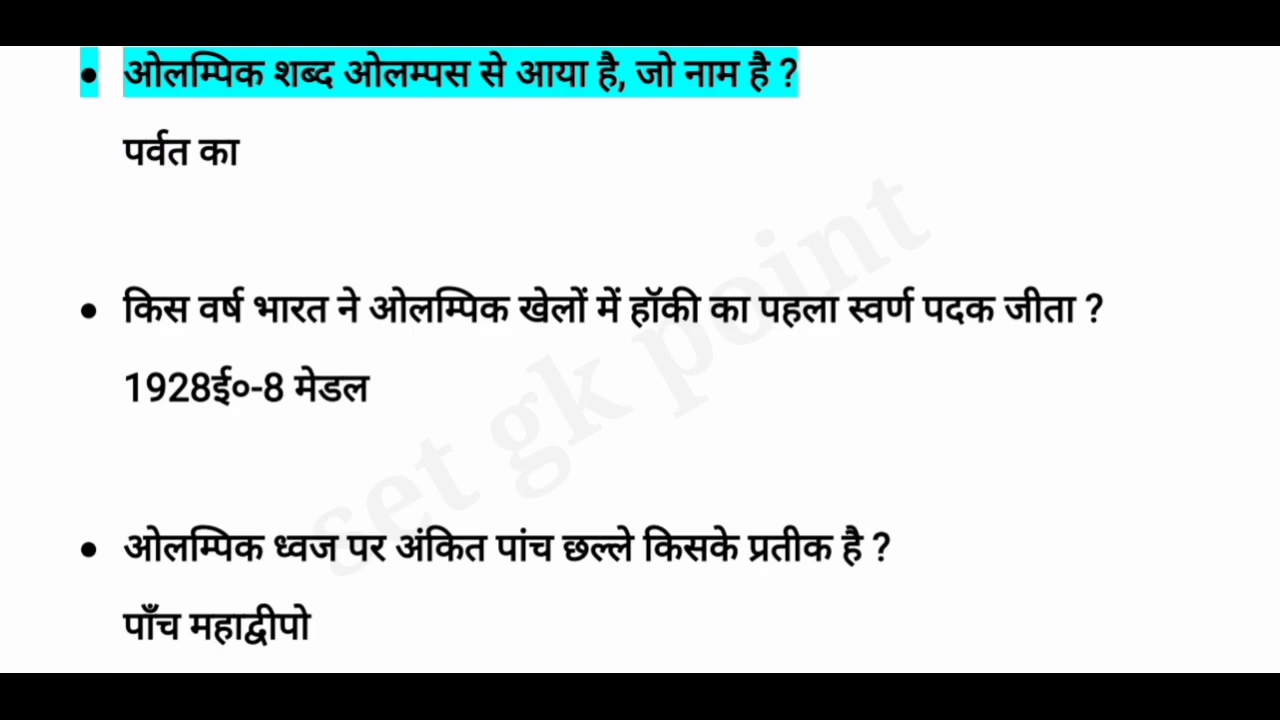 • ओलम्पिक शब्द ओलम्पस से आया है, जो नाम है ?
पर्वत का
• किस वर्ष भारत ने ओलम्पिक खेलों में हॉकी का पहला स्वर्ण पदक जीता ?
1928ई०-8 मेडल
• ओलम्पिक ध्वज पर अंकित पांच छल्ले किसके प्रतीक है ?
पाँच महाद्वीपो
set gk point